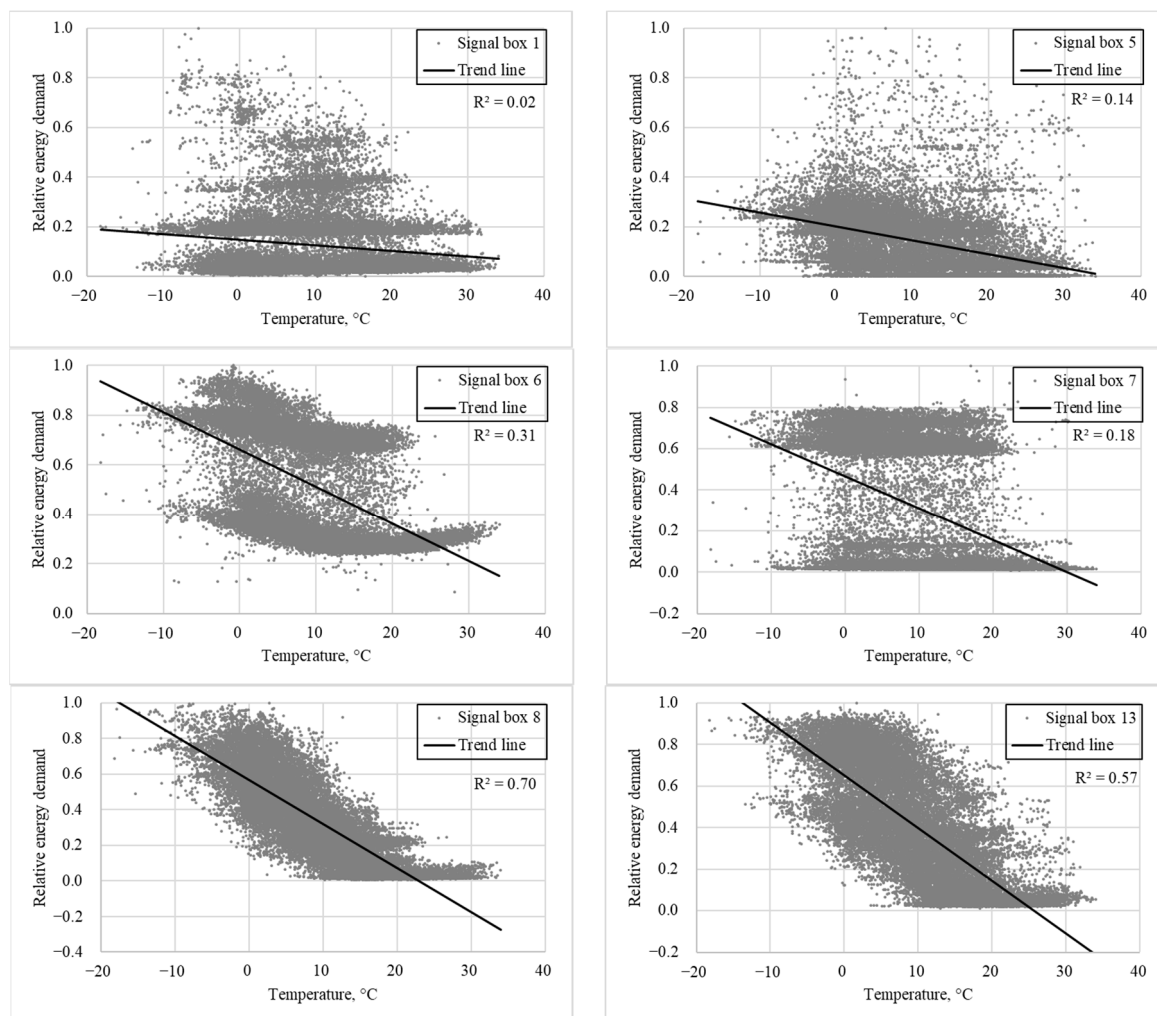 1.0
0.8
0.6
0.4
0.2
0.0
Relative energy demand
Signal box 1
Trend line
R² = 0.02
−20 −10 0 10 20 30 40
Temperature, °C
1.0
0.8
0.6
0.4
0.2
0.0
Relative energy demand
Signal box 5
Trend line
R² = 0.14
−20 −10 0 10 20 30 40
Temperature, °C
1.0
0.8
0.6
0.4
0.2
0.0
Relative energy demand
Signal box 6
Trend line
R² = 0.31
−20 −10 0 10 20 30 40
Temperature, °C
1.0
0.8
0.6
0.4
0.2
0.0
−0.2
Relative energy demand
Signal box 7
Trend line
R² = 0.18
−20 −10 0 10 20 30 40
Temperature, °C
1.0
0.8
0.6
0.4
0.2
0.0
−0.2
−0.4
Relative energy demand
Signal box 8
Trend line
R² = 0.70
−20 −10 0 10 20 30 40
Temperature, °C
1.0
0.8
0.6
0.4
0.2
0.0
−0.2
Relative energy demand
Signal box 13
Trend line
R² = 0.57
−20 −10 0 10 20 30 40
Temperature, °C